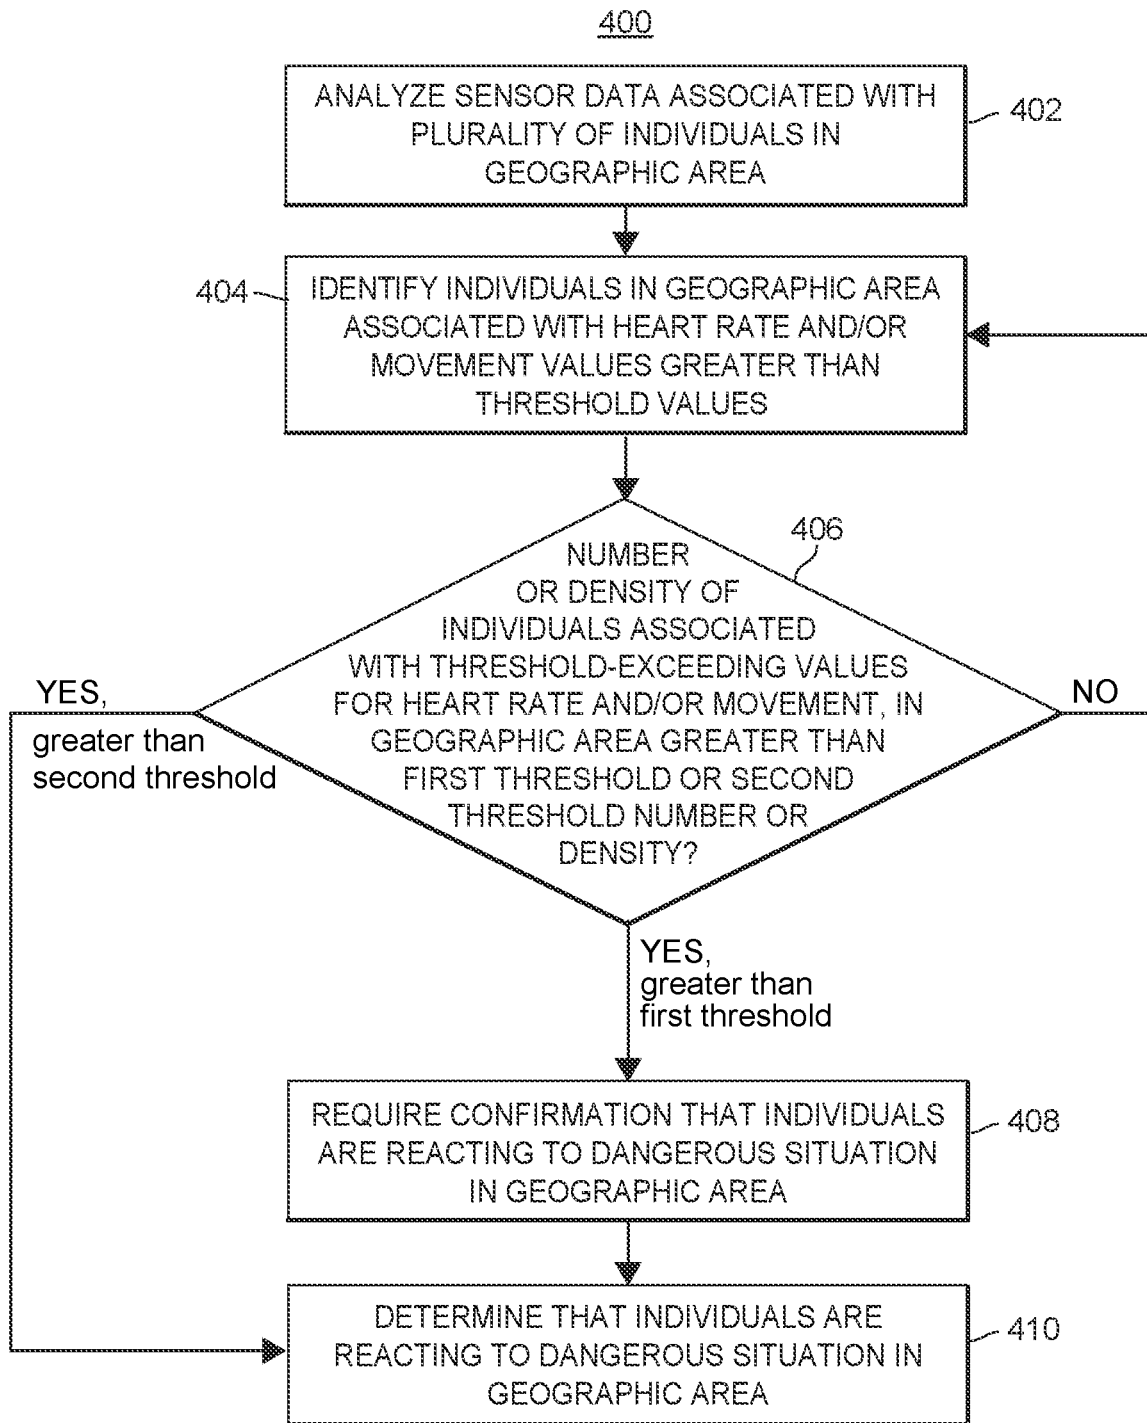 400
ANALYZE SENSOR DATA ASSOCIATED WITH
PLURALITY OF INDIVIDUALS IN
GEOGRAPHIC AREA
402
404
IDENTIFY INDIVIDUALS IN GEOGRAPHIC AREA
ASSOCIATED WITH HEART RATE AND/OR
MOVEMENT VALUES GREATER THAN
THRESHOLD VALUES
406
NUMBER
OR DENSITY OF
INDIVIDUALS ASSOCIATED
WITH THRESHOLD-EXCEEDING VALUES
FOR HEART RATE AND/OR MOVEMENT, IN
GEOGRAPHIC AREA GREATER THAN
FIRST THRESHOLD OR SECOND
THRESHOLD NUMBER OR
DENSITY?
YES,
greater than
second threshold
NO
YES,
greater than
first threshold
REQUIRE CONFIRMATION THAT INDIVIDUALS
ARE REACTING TO DANGEROUS SITUATION
IN GEOGRAPHIC AREA
408
DETERMINE THAT INDIVIDUALS ARE
REACTING TO DANGEROUS SITUATION IN
GEOGRAPHIC AREA
410